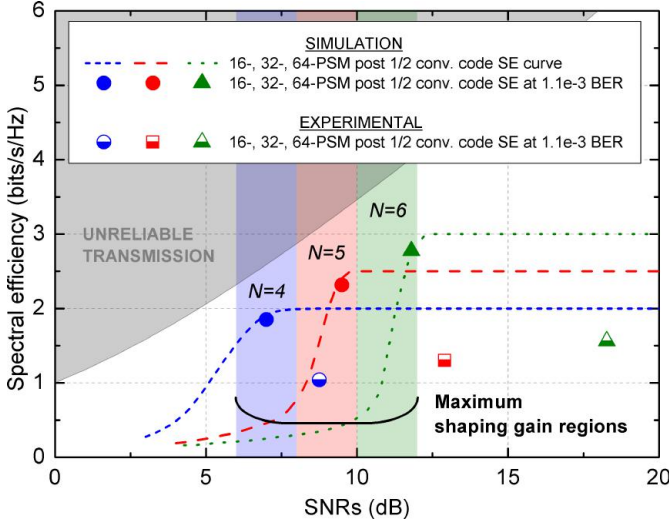 6
5
4
3
2
1
0
Spectral efficiency (bits/s/Hz)
SIMULATION
16-, 32-, 64-PSM post 1/2 conv. code SE curve
16-, 32-, 64-PSM post 1/2 conv. code SE at 1.1e-3 BER
EXPERIMENTAL
16-, 32-, 64-PSM post 1/2 conv. code SE at 1.1e-3 BER
UNRELIABLE
TRANSMISSION
N=6
N=5
N=4
Maximum
shaping gain regions
0 5 10 15 20
SNRs (dB)